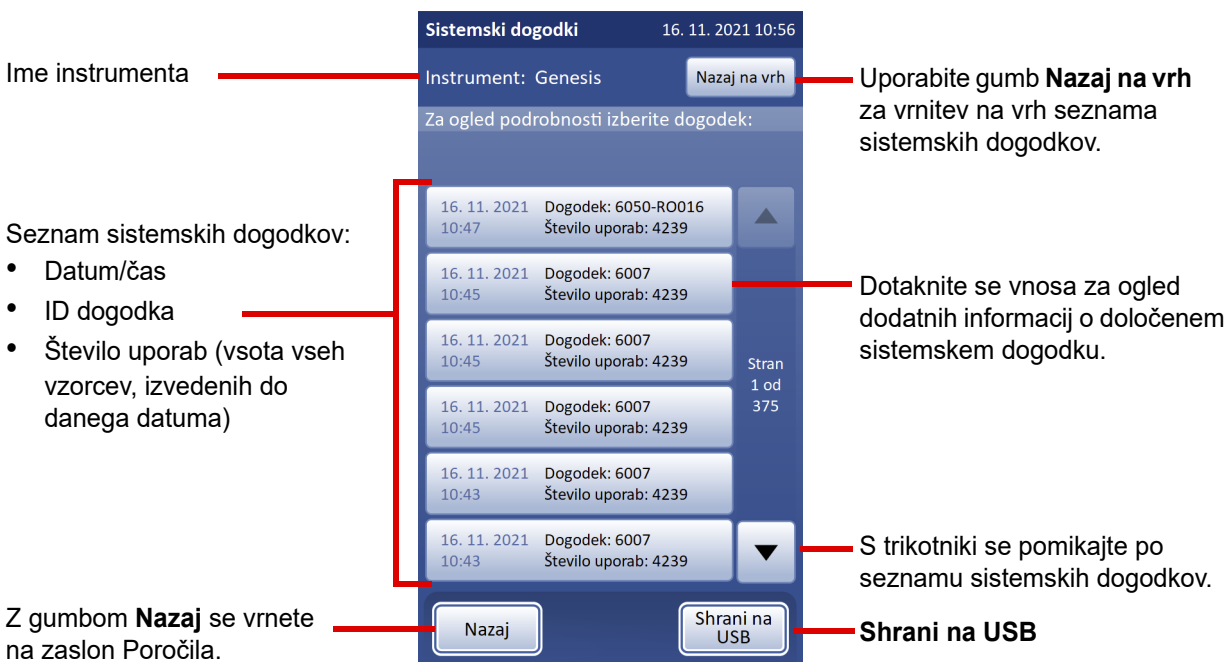 Ime instrumenta
Seznam sistemskih dogodkov:
• Datum/čas
• ID dogodka
• Število uporab (vsota vseh
vzorcev, izvedenih do
danega datuma)
Z gumbom Nazaj se vrnete
na zaslon Poročila.
Sistemski dogodki 16. 11. 2021 10:56
Instrument: Genesis Nazaj na vrh
Za ogled podrobnosti izberite dogodek:
16. 11. 2021 Dogodek: 6050-RO016
10:47 Število uporab: 4239
16. 11. 2021 Dogodek: 6007
10:45 Število uporab: 4239
16. 11. 2021 Dogodek: 6007
10:45 Število uporab: 4239
16. 11. 2021 Dogodek: 6007
10:45 Število uporab: 4239
16. 11. 2021 Dogodek: 6007
10:43 Število uporab: 4239
16. 11. 2021 Dogodek: 6007
10:43 Število uporab: 4239
Stran
1 od
375
Nazaj
Shrani na
USB
Uporabite gumb Nazaj na vrh
za vrnitev na vrh seznama
sistemskih dogodkov.
Dotaknite se vnosa za ogled
dodatnih informacij o določenem
sistemskem dogodku.
S trikotniki se pomikajte po
seznamu sistemskih dogodkov.
Shrani na USB